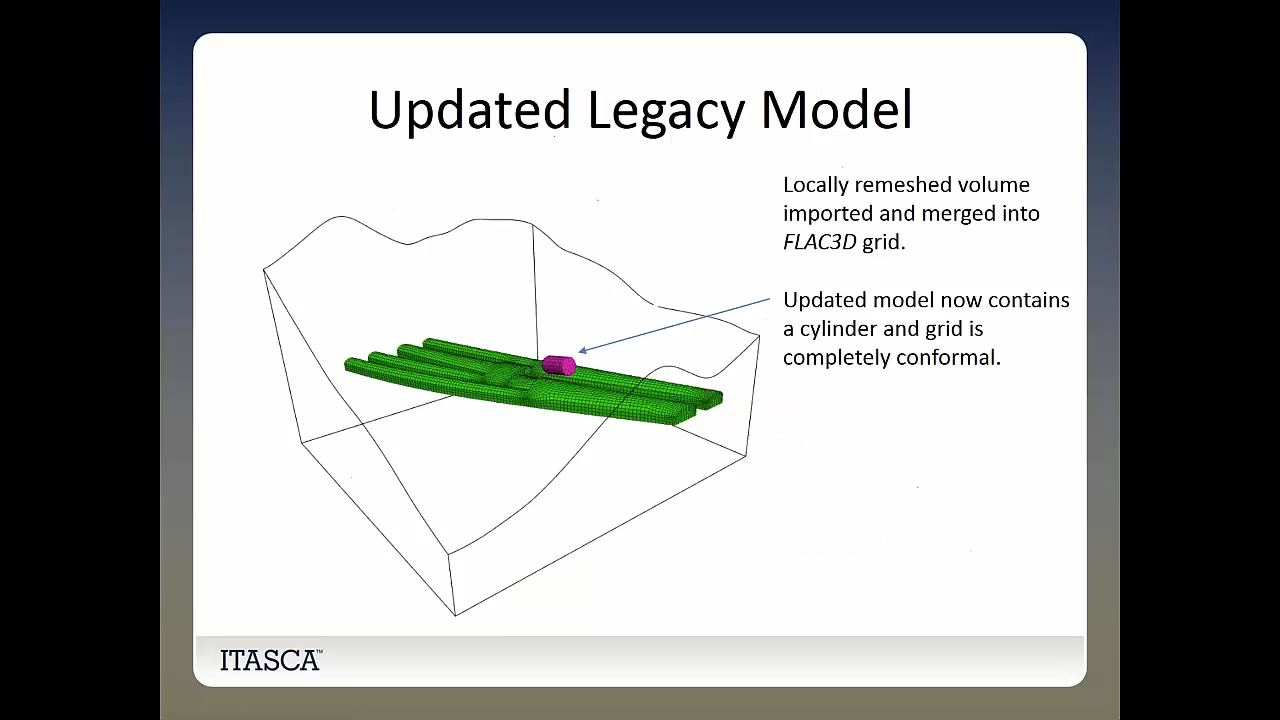 Updated Legacy Model
Locally remeshed volume
imported and merged into
FLAC3D grid.
Updated model now contains
a cylinder and grid is
completely conformal.
ITASCA™